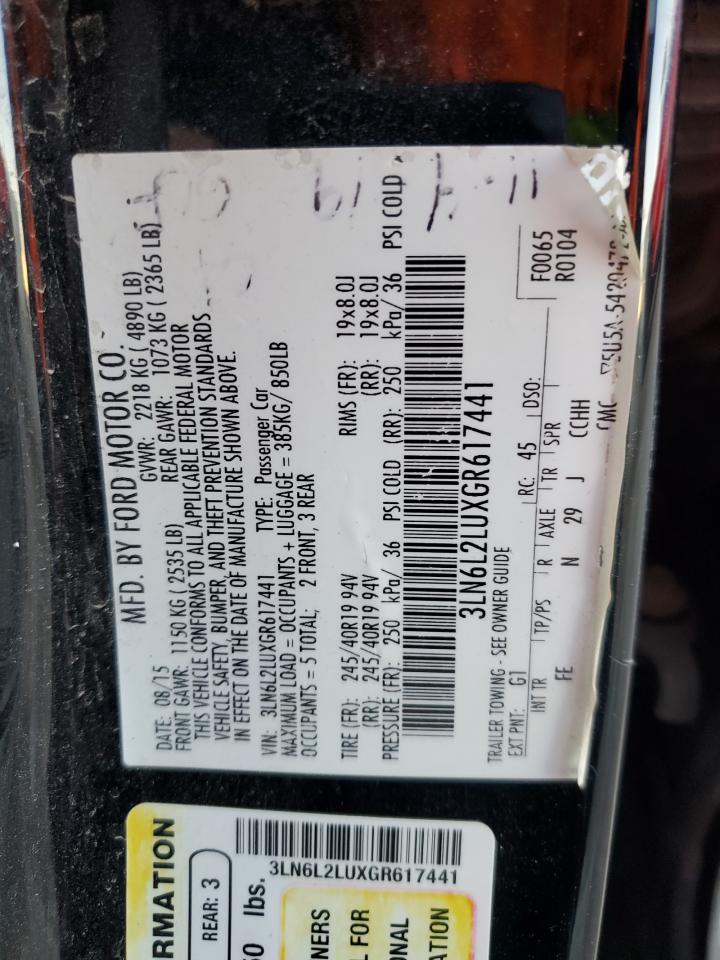 MFD. BY FORD MOTOR CO.
DATE: 08/15 GVWR: 2218 KG ( 4890 LB)
FRONT GAWR: 1150 KG ( 2535 LB) REAR GAWR: 1073 KG ( 2365 LB)
THIS VEHICLE CONFORMS TO ALL APPLICABLE FEDERAL MOTOR
VEHICLE SAFETY, BUMPER, AND THEFT PREVENTION STANDARDS
IN EFFECT ON THE DATE OF MANUFACTURE SHOWN ABOVE.
VIN: 3LN6L2LUXGR617441 TYPE: Passenger Car
MAXIMUM LOAD = OCCUPANTS + LUGGAGE = 385KG/ 850LB
OCCUPANTS = 5 TOTAL; 2 FRONT, 3 REAR
TIRE (FR): 245/40R19 94V RIMS (FR): 19x8.0J
(RR): 245/40R19 94V (RR): 19x8.0J
PRESSURE (FR): 250 kPa/ 36 PSI COLD (RR): 250 kPa/ 36 PSI COLD
3LN6L2LUXGR617441
TRAILER TOWING - SEE OWNER GUIDE
F0065
R0104
EXT PNT: G1 RC: 45 DSO:
INT TR TP/PS R AXLE TR SPR
FE N 29 J CCHH
RMATION
REAR: 3
lbs.
3LN6L2LUXGR617441